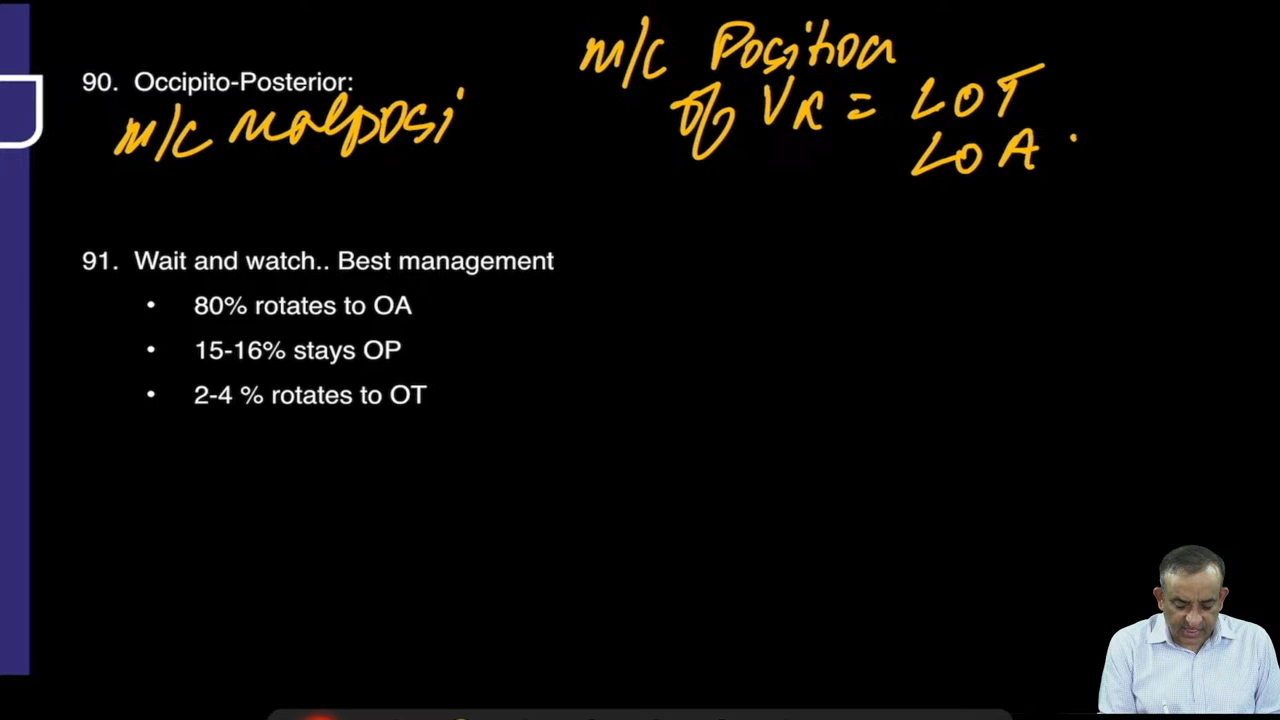 m/c Position
of VR = LOT
LOA
90. Occipito-Posterior:
m/c malposi
91. Wait and watch.. Best management
• 80% rotates to OA
• 15-16% stays OP
• 2-4 % rotates to OT